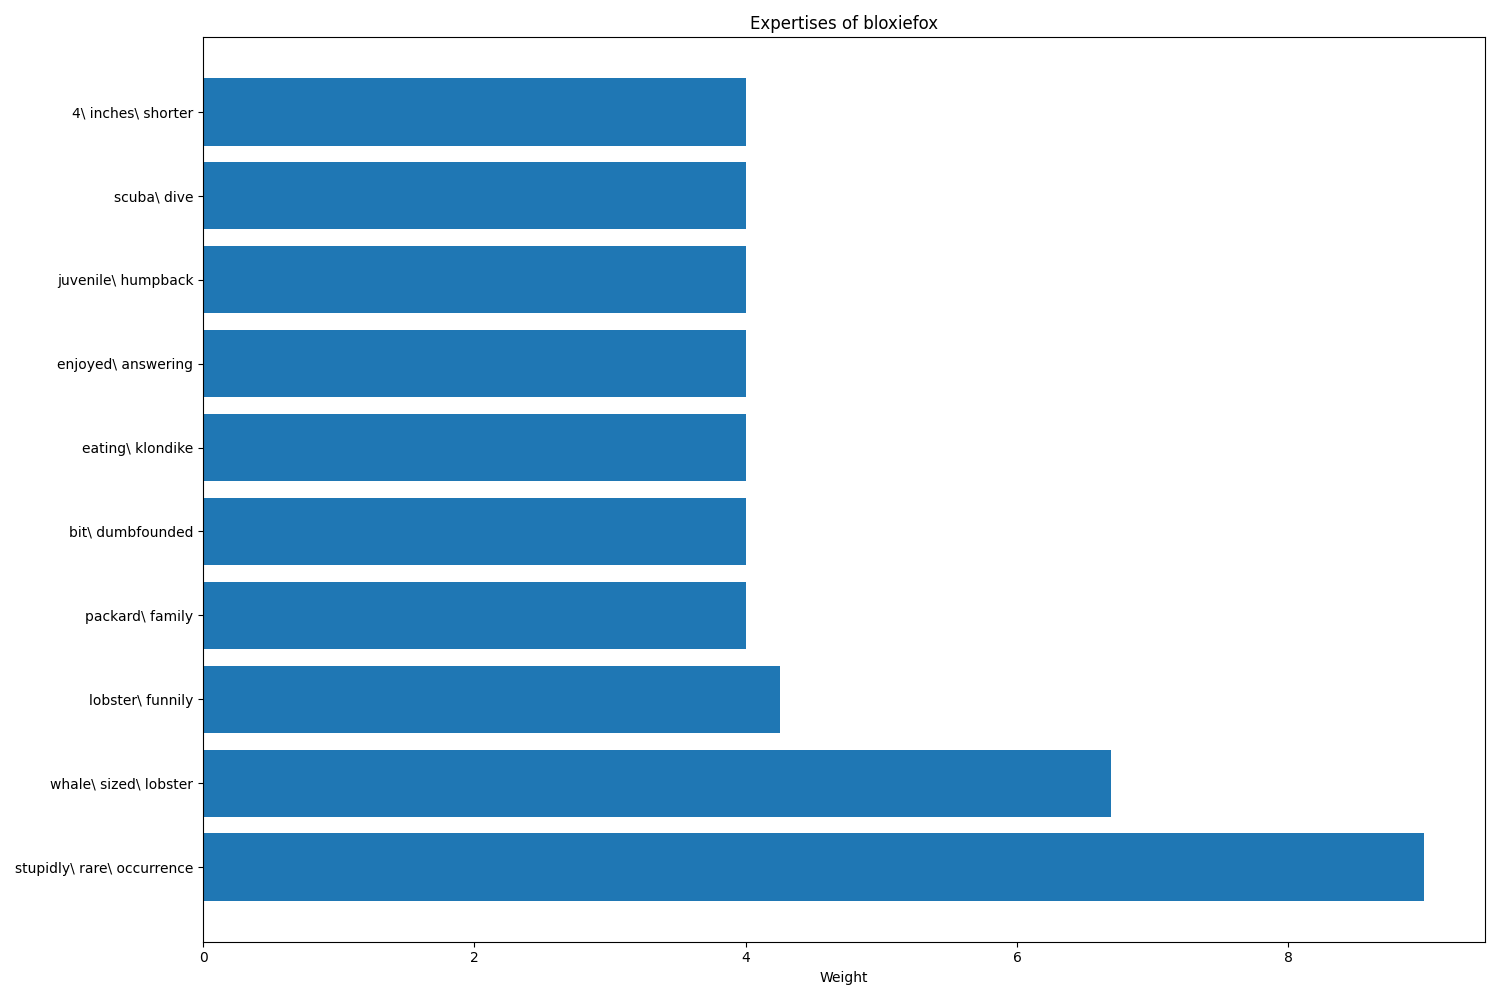 Expertises of bloxiefox
4\ inches\ shorter
scuba\ dive
juvenile\ humpback
enjoyed\ answering
eating\ klondike
bit\ dumbfounded
packard\ family
lobster\ funnily
whale\ sized\ lobster
stupidly\ rare\ occurrence
0 2 4 6 8
Weight